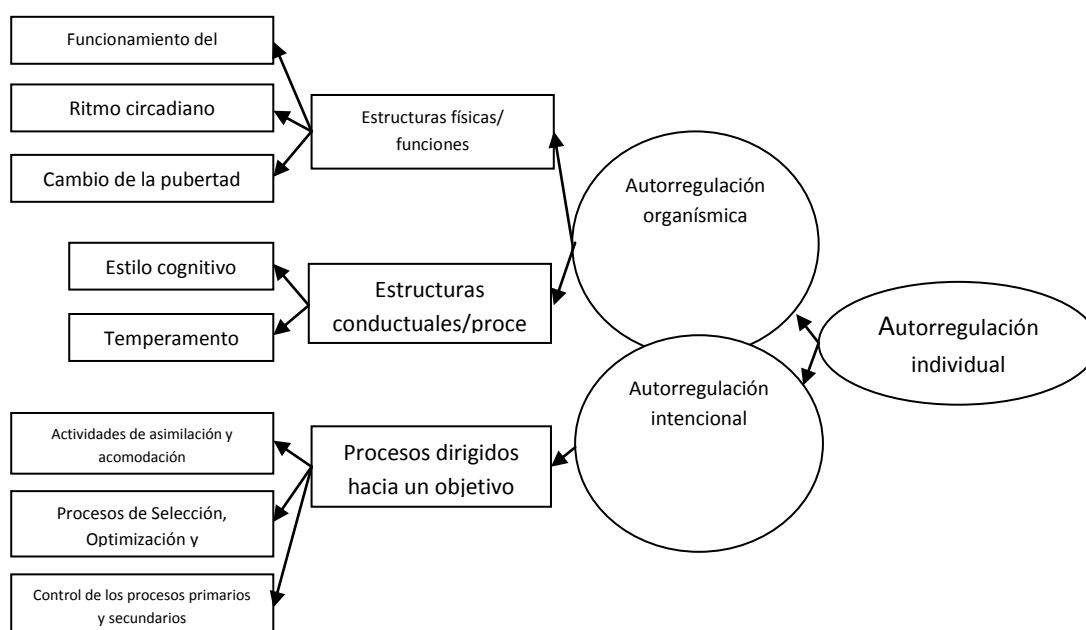 Funcionamiento del
Ritmo circadiano
Cambio de la pubertad
Estructuras físicas/
funciones
Estilo cognitivo
Temperamento
Estructuras
conductuales/proce
Actividades de asimilación y
acomodación
Procesos de Selección,
Optimización y
Control de los procesos primarios
y secundarios
Procesos dirigidos
hacia un objetivo
Autorregulación
organísmica
Autorregulación
intencional
Autorregulación
individual